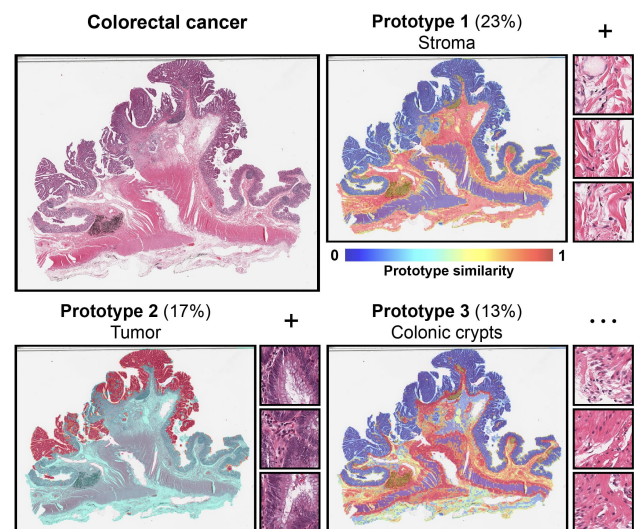 Colorectal cancer
Prototype 1 (23%)
Stroma
+
0
1
Prototype similarity
Prototype 2 (17%)
Tumor
+
Prototype 3 (13%)
Colonic crypts
...